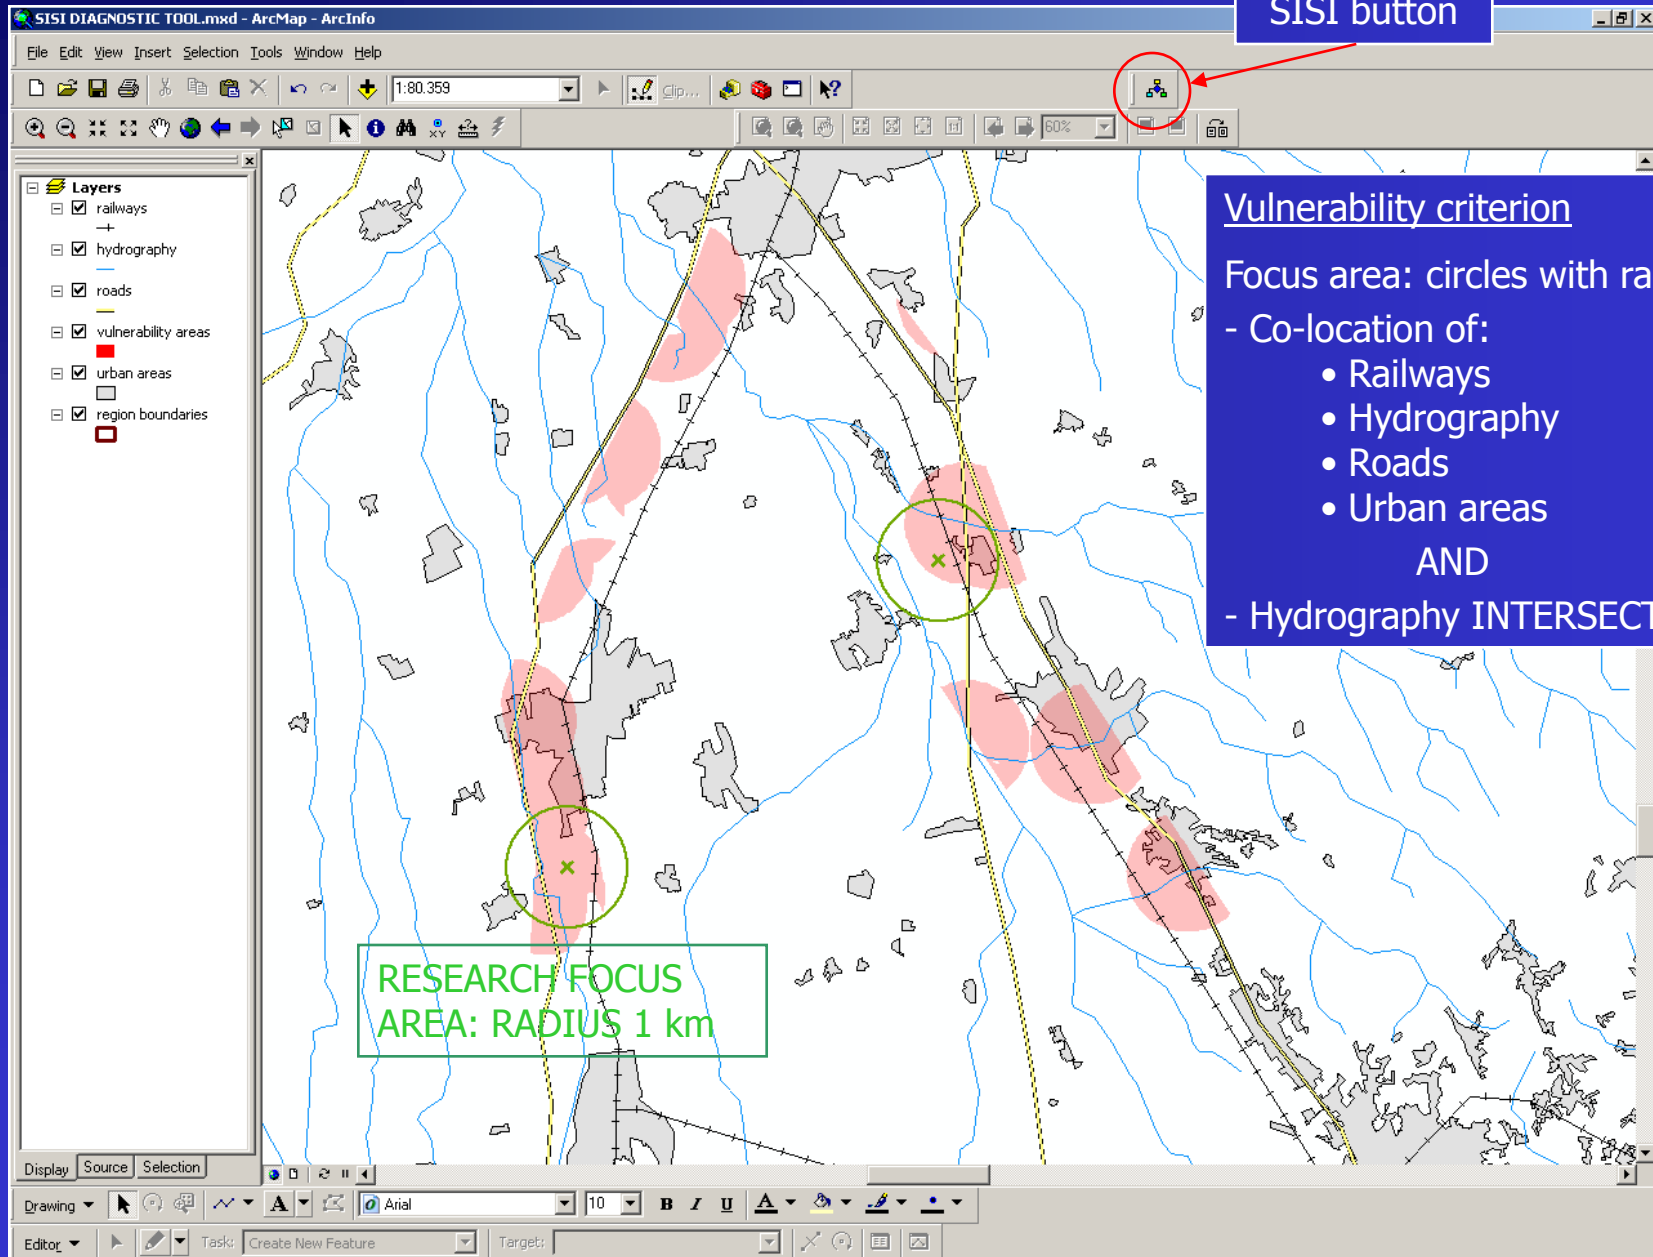 SISI DIAGNOSTIC TOOL.mxd - ArcMap - ArcInfo
SISI button
File Edit View Insert Selection Tools Window Help
1:80.359
Clip...
60%
Layers
railways
hydrography
roads
vulnerability areas
urban areas
region boundaries
Vulnerability criterion
Focus area: circles with ra
- Co-location of:
• Railways
• Hydrography
• Roads
• Urban areas
AND
- Hydrography INTERSECT
RESEARCH FOCUS
AREA: RADIUS 1 km
Display Source Selection
Drawing A Arial 10 B I U A
Editor Task: Create New Feature Target: